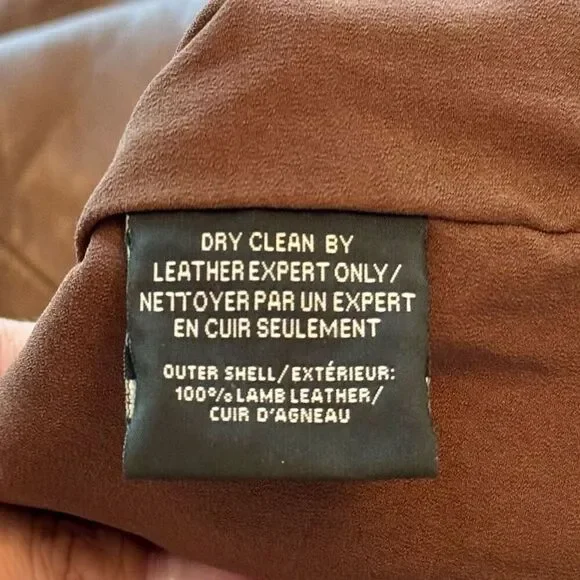 DRY CLEAN BY
LEATHER EXPERT ONLY/
NETTOYER PAR UN EXPERT
EN CUIR SEULEMENT
OUTER SHELL/EXTÉRIEUR:
100% LAMB LEATHER/
CUIR D'AGNEAU